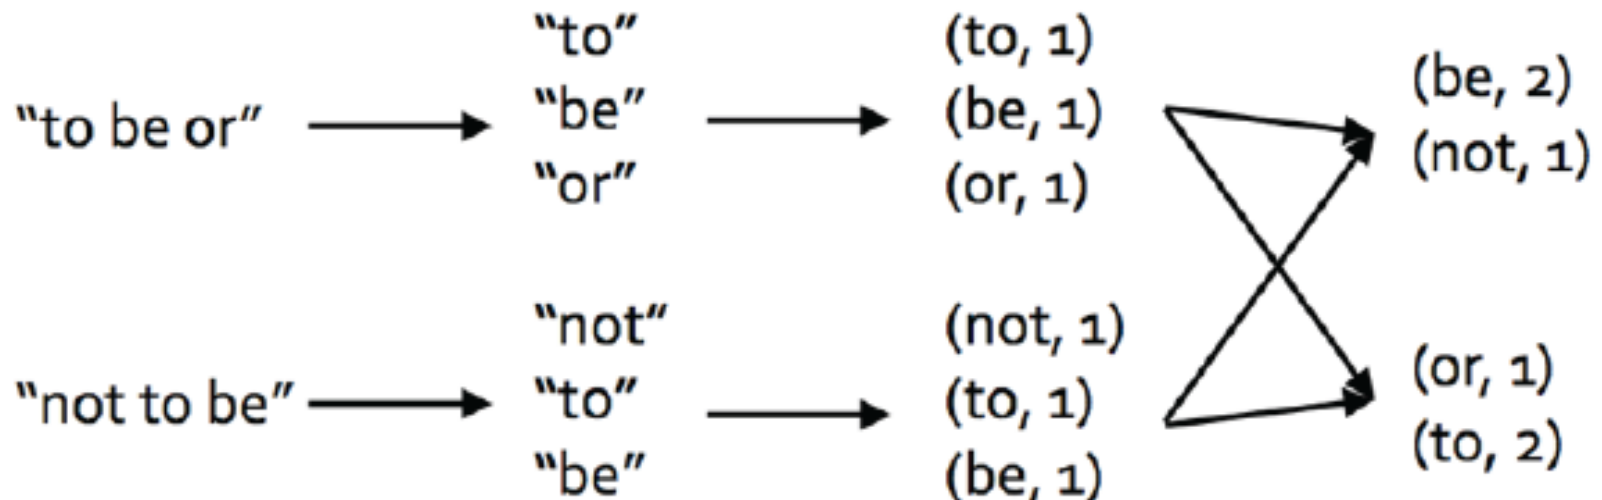 “to be or”
“to”
“be”
“or”
(to, 1)
(be, 1)
(or, 1)
(be, 2)
(not, 1)
“not to be”
“not“
“to”
“be”
(not, 1)
(to, 1)
(be, 1)
(or, 1)
(to, 2)